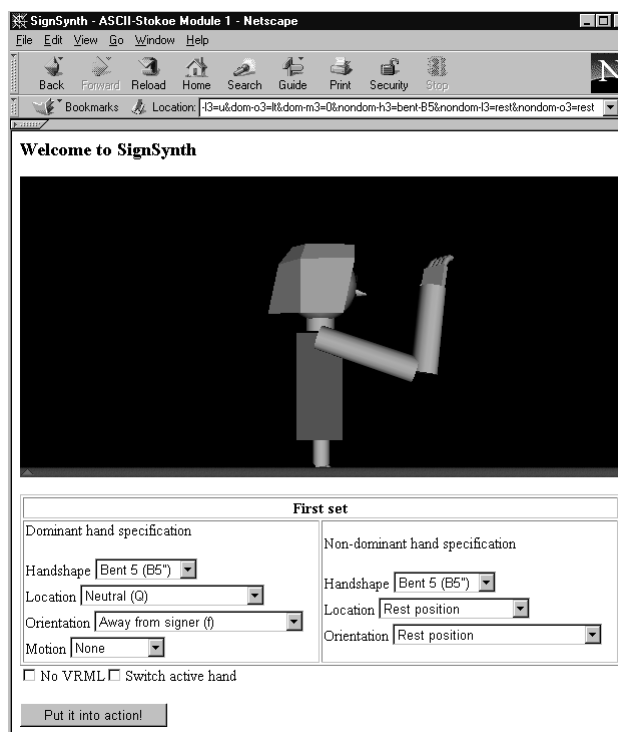 SignSynth - ASCII-Stokoe Module 1 - Netscape
File Edit View Go Window Help
Back Forward Reload Home Search Guide Print Security Stop
N
Bookmarks Location: -l3=u&dom-o3=lt&dom-m3=0&nondom-h3=bent-B5&nondom-l3=rest&nondom-o3=rest
Welcome to SignSynth
First set
Dominant hand specification
Handshape Bent 5 (B5")
Location Neutral (Q)
Orientation Away from signer (f)
Motion None
Non-dominant hand specification
Handshape Bent 5 (B5")
Location Rest position
Orientation Rest position
No VRML Switch active hand
Put it into action!